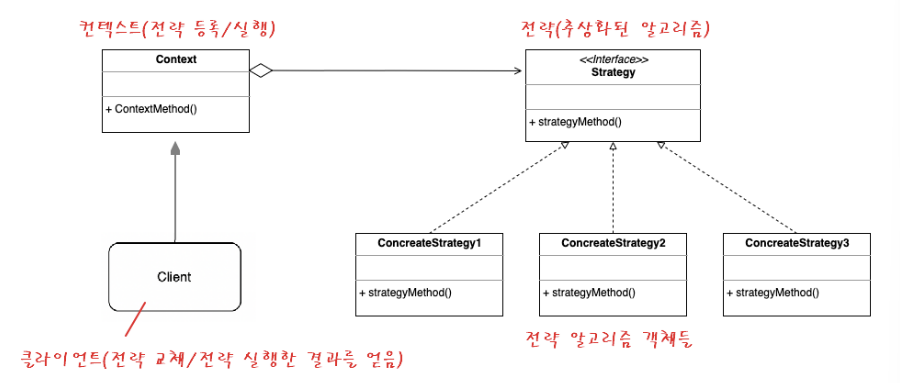 컨텍스트(전략 등록/실행)
전략(추상화된 알고리즘)
Context
+ ContextMethod()
<<Interface>>
Strategy
+ strategyMethod()
ConcreateStrategy1
+ strategyMethod()
ConcreateStrategy2
+ strategyMethod()
ConcreateStrategy3
+ strategyMethod()
Client
전략 알고리즘 객체들
클라이언트(전략 교체/전략 실행한 결과를 얻음)